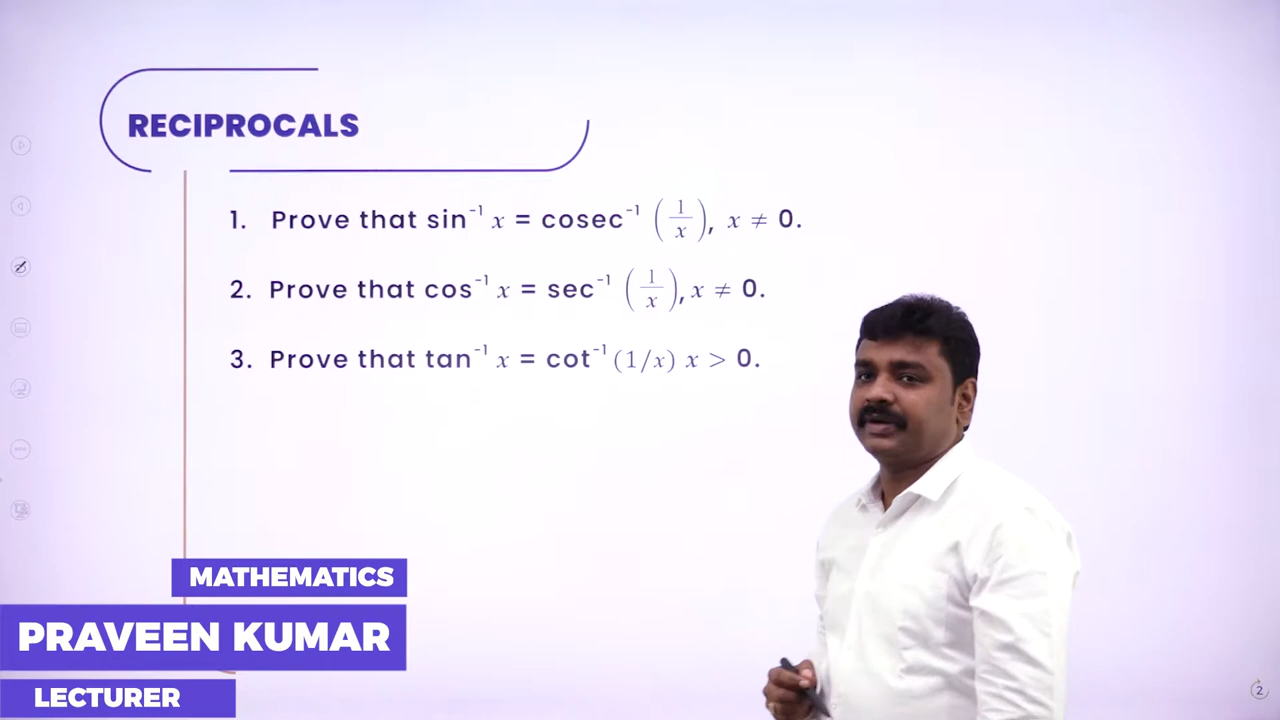 RECIPROCALS
1. Prove that sin⁻¹ x = cosec⁻¹ (1/x), x ≠ 0.
2. Prove that cos⁻¹ x = sec⁻¹ (1/x), x ≠ 0.
3. Prove that tan⁻¹ x = cot⁻¹ (1/x) x > 0.
MATHEMATICS
PRAVEEN KUMAR
LECTURER
2